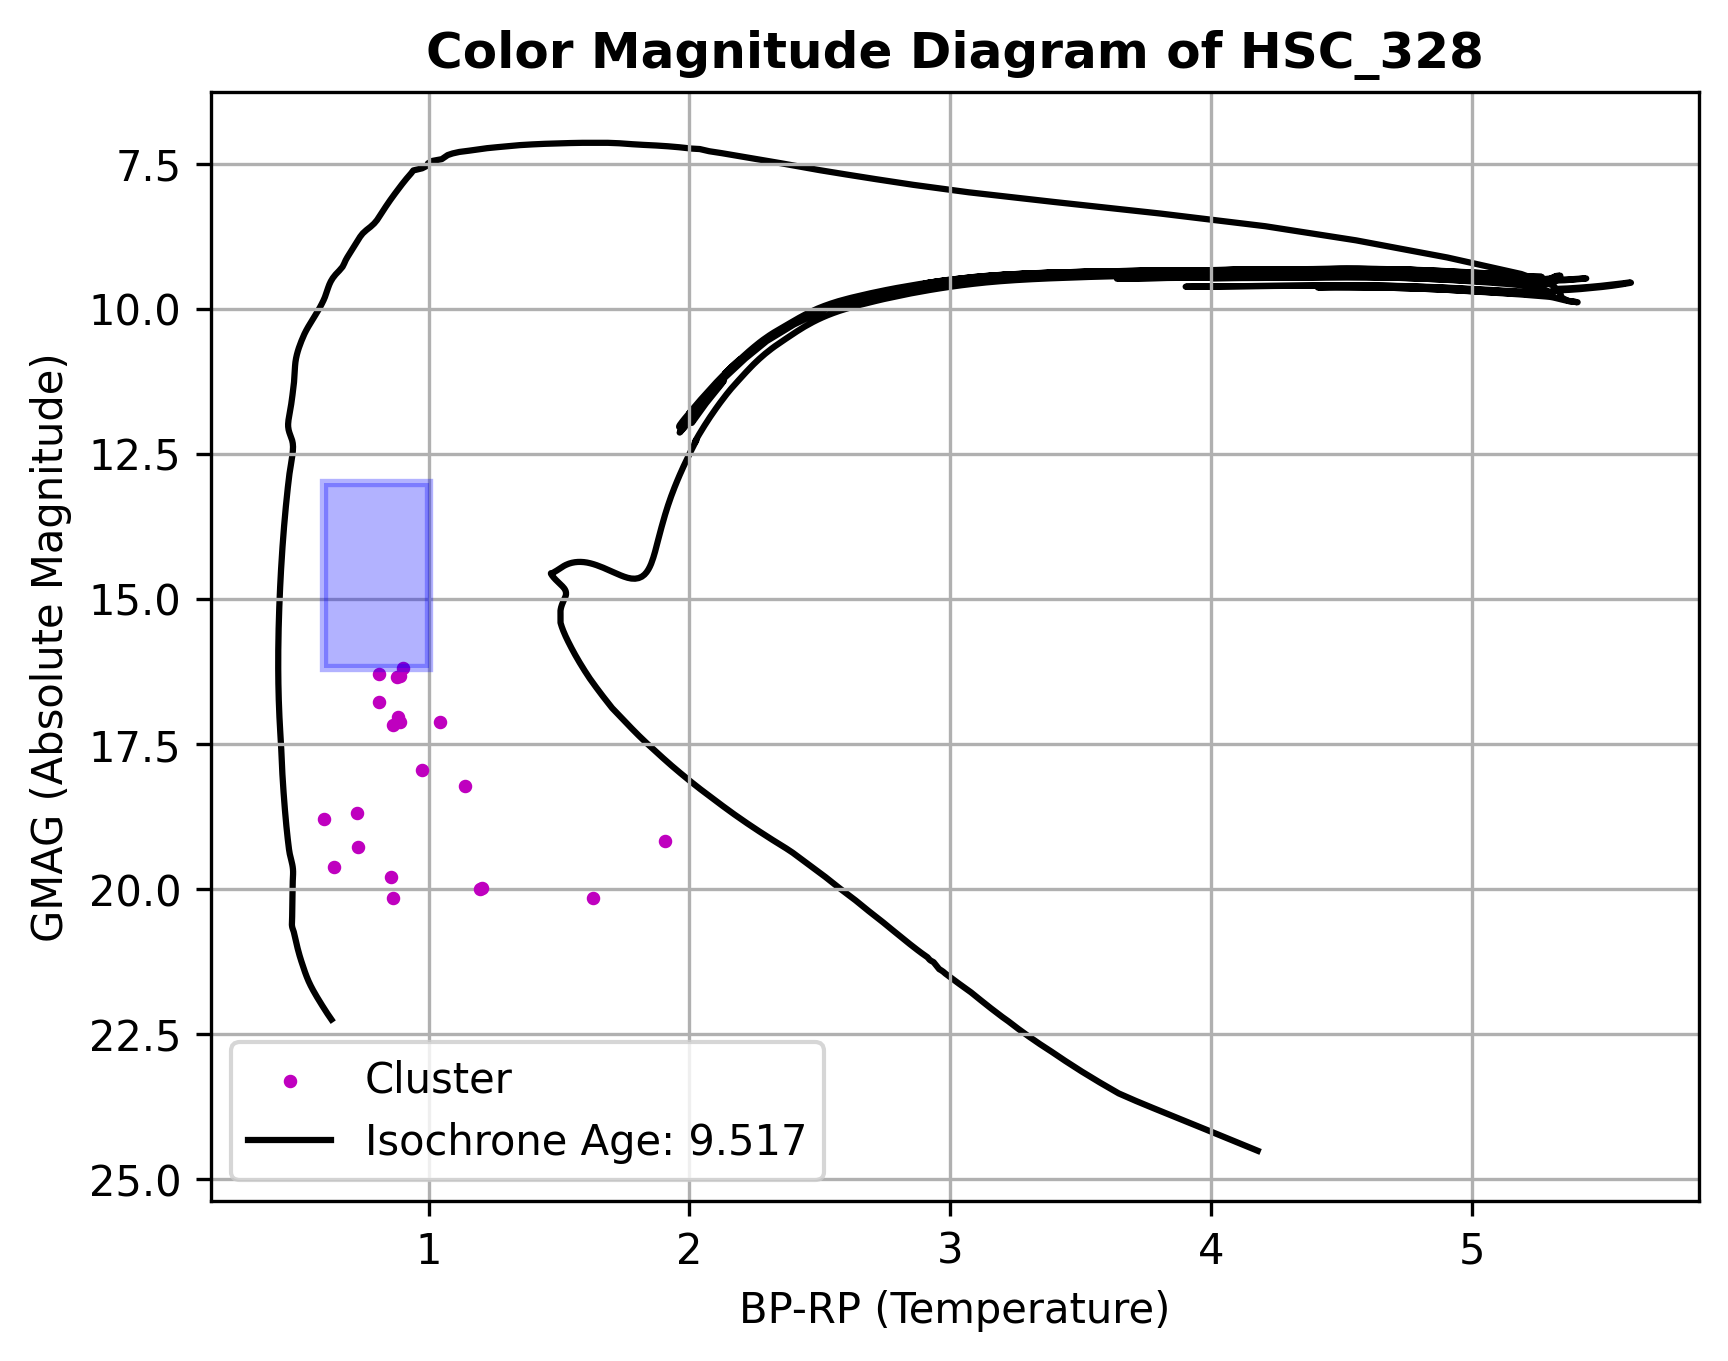 Color Magnitude Diagram of HSC_328
GMAG (Absolute Magnitude)
7.5
10.0
12.5
15.0
17.5
20.0
22.5
25.0
Cluster
Isochrone Age: 9.517
1 2 3 4 5
BP-RP (Temperature)